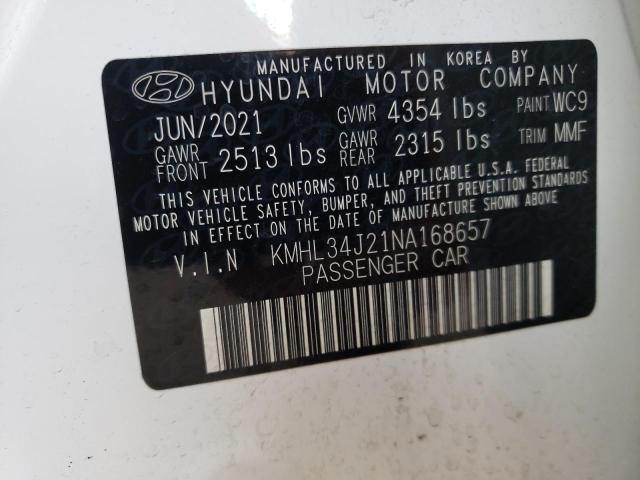 MANUFACTURED IN KOREA BY
HYUNDAI MOTOR COMPANY
JUN/2021 GVWR 4354 lbs PAINT WC9
GAWR FRONT 2513 lbs GAWR REAR 2315 lbs TRIM MMF
THIS VEHICLE CONFORMS TO ALL APPLICABLE U.S.A. FEDERAL
MOTOR VEHICLE SAFETY, BUMPER, AND THEFT PREVENTION STANDARDS
IN EFFECT ON THE DATE OF MANUFACTURE SHOWN ABOVE
V.I.N KMHL34J21NA168657
PASSENGER CAR